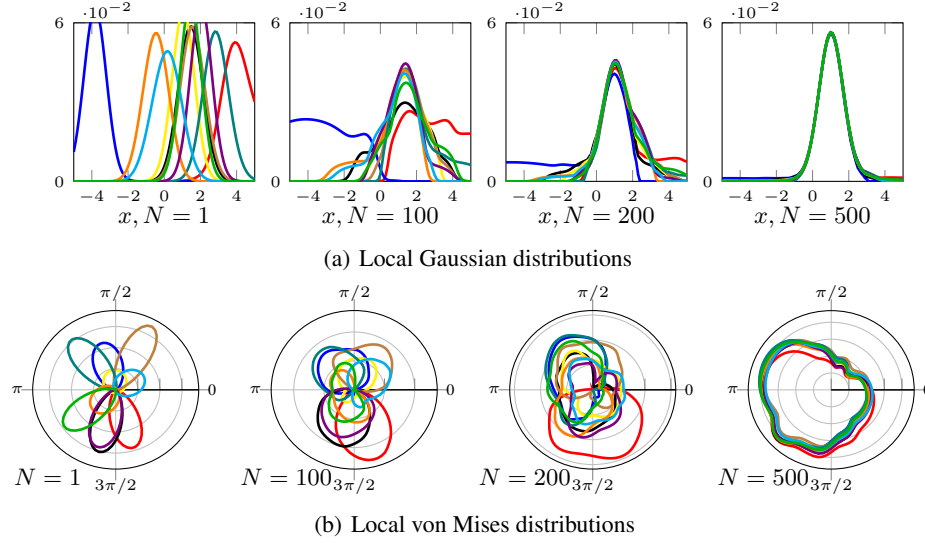 6 ·10⁻² 6 ·10⁻² 6 ·10⁻² 6 ·10⁻²
0 0 0 0
−4 −2 0 2 4 −4 −2 0 2 4 −4 −2 0 2 4 −4 −2 0 2 4
x, N = 1 x, N = 100 x, N = 200 x, N = 500
(a) Local Gaussian distributions
π/2 π/2 π/2 π/2
π 0 π 0 π 0 π 0
N = 1 N = 100 N = 200 N = 500
3π/2 3π/2 3π/2 3π/2
(b) Local von Mises distributions